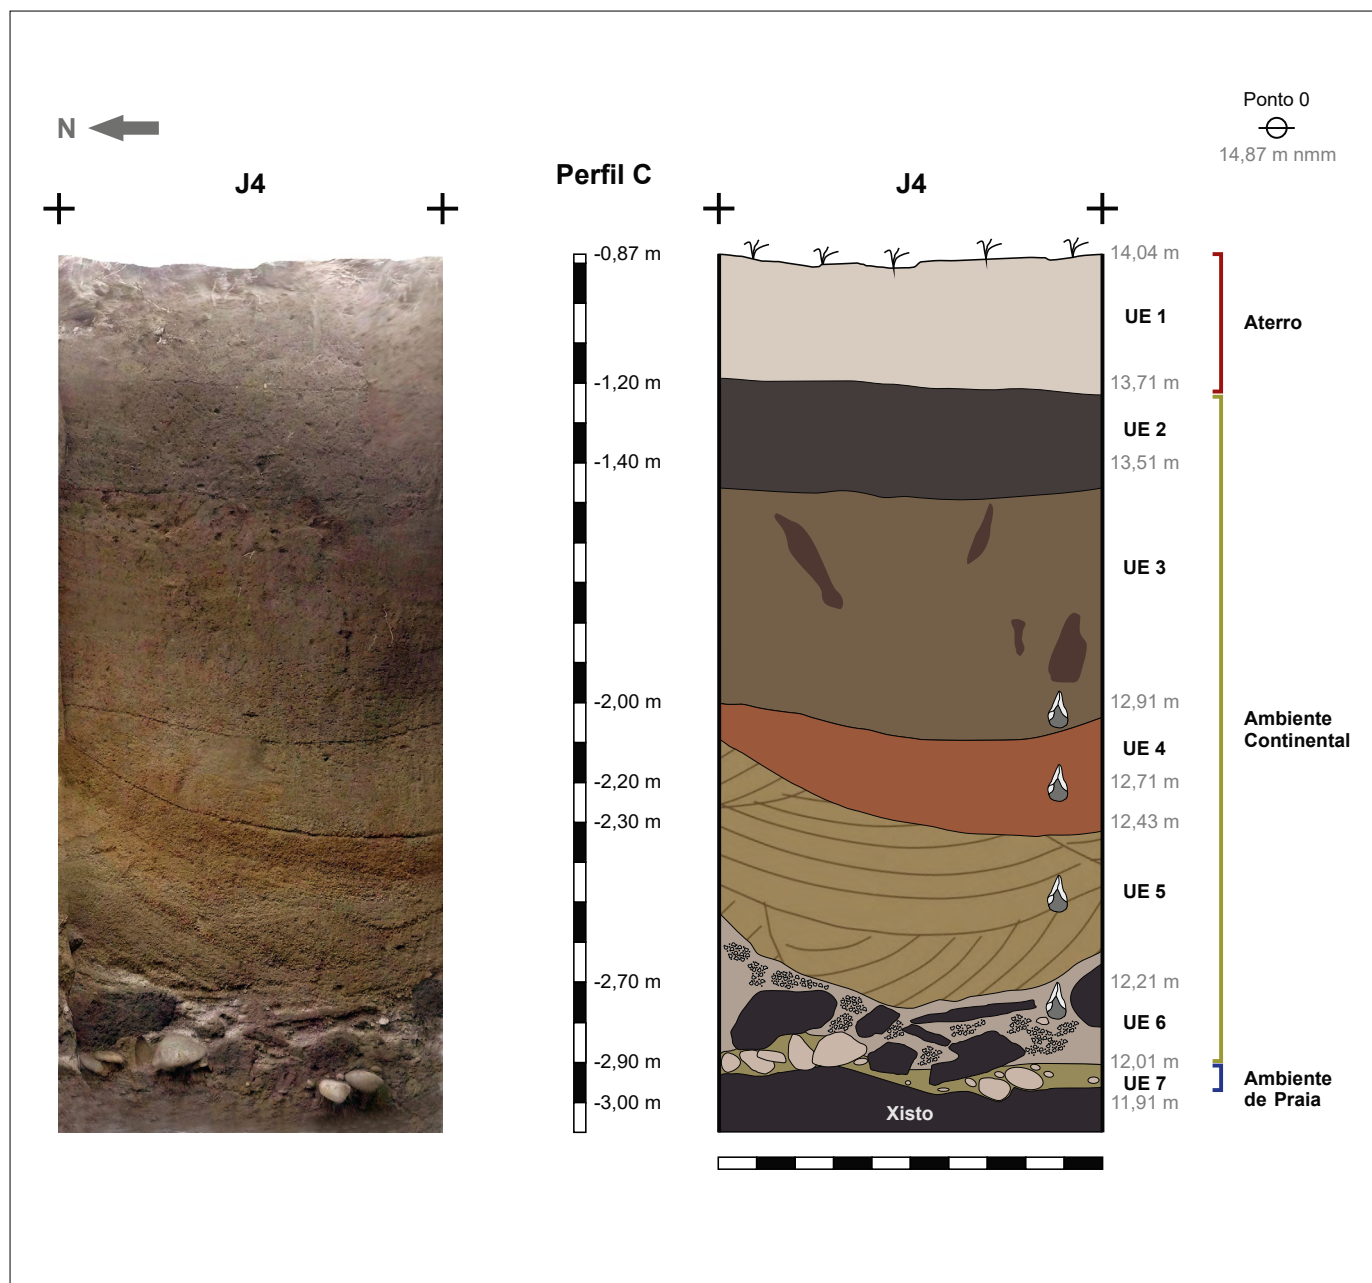 Ponto 0
14,87 m nmm
N
J4
Perfil C
J4
-0,87 m
14,04 m
UE 1
Aterro
-1,20 m
13,71 m
UE 2
-1,40 m
13,51 m
UE 3
-2,00 m
12,91 m
Ambiente
Continental
UE 4
-2,20 m
12,71 m
-2,30 m
12,43 m
UE 5
-2,70 m
12,21 m
UE 6
-2,90 m
12,01 m
UE 7
Ambiente
de Praia
-3,00 m
11,91 m
Xisto